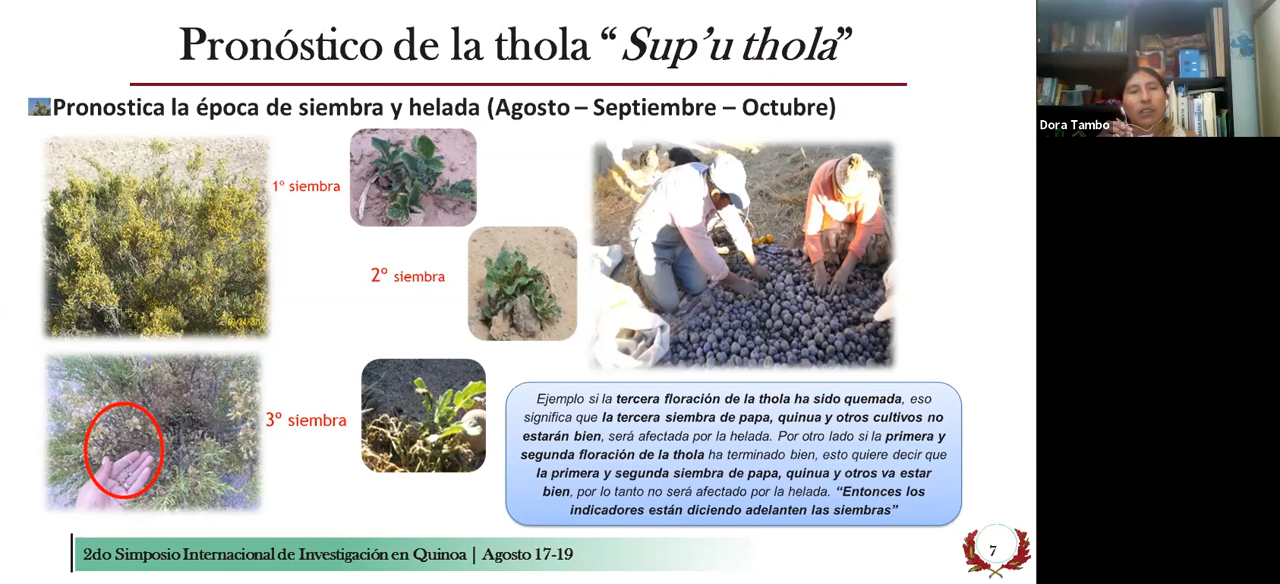 Pronóstico de la thola “Sup’u thola”
Pronostica la época de siembra y helada (Agosto – Septiembre – Octubre)
Dora Tambo
1º siembra
2º siembra
3º siembra
Ejemplo si la tercera floración de la thola ha sido quemada, eso
significa que la tercera siembra de papa, quinua y otros cultivos no
estarán bien, será afectada por la helada. Por otro lado si la primera y
segunda floración de la thola ha terminado bien, esto quiere decir que
la primera y segunda siembra de papa, quinua y otros va estar
bien, por lo tanto no será afectado por la helada. “Entonces los
indicadores están diciendo adelanten las siembras”
2do Simposio Internacional de Investigación en Quinoa | Agosto 17-19
7